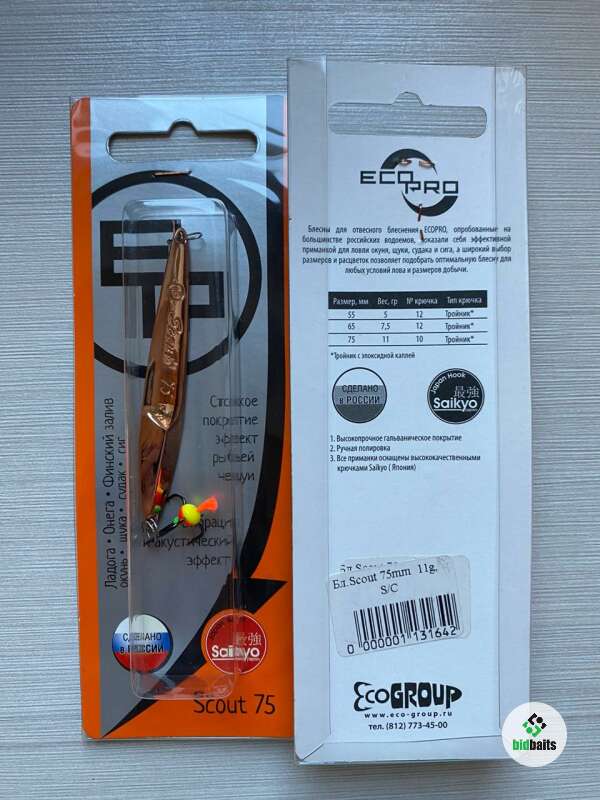 Ладога • Онега • Финский залив
окунь • щука • судак • сиг
Стойкое
покрытие
эффект
рыбьей
чешуи
и акустический
эффект
СДЕЛАНО
В РОССИИ
最強
Saikyo
Scout 75
ECO
PRO
Блесны для отвесного блеснения ECOPRO, опробованные на
большинстве российских водоемов, показали себя эффективной
приманкой для ловли окуня, щуки, судака и сига, а широкий выбор
размеров и расцветок позволяет подобрать оптимальную блесну для
любых условий лова и размеров добычи.
Размер, мм Вес, гр № крючка Тип крючка
55 5 12 Тройник*
65 7,5 12 Тройник*
75 11 10 Тройник*
*Тройник с эпоксидной каплей
СДЕЛАНО
В РОССИИ
Japan Hook
最強
Saikyo
1. Высокопрочное гальваническое покрытие
2. Ручная полировка
3. Все приманки оснащены высококачественными
крючками Saikyo ( Япония)
Бл.Scout 75mm 11g.
S/C
0 000001 131642
EcoGROUP
www.eco-group.ru
тел. (812) 773-45-00
bidbaits